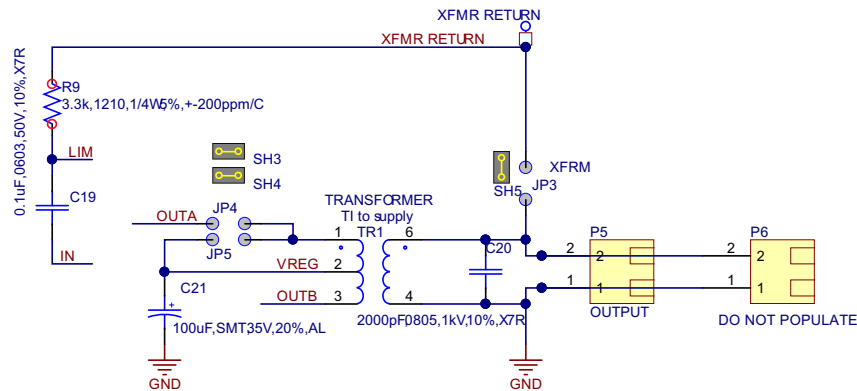 XFMR RETURN
XFMR RETURN
R9
3.3k,1210,1/4W,5%,+-200ppm/C
0.1uF,0603,50V,10%,X7R
LIM
C19
IN
SH3
SH4
OUTA
JP4
JP5
TRANSFORMER
TI to supply
TR1
1
2
3
6
4
VREG
OUTB
C21
100uF,SMT35V,20%,AL
GND
XFRM
SH5
JP3
C20
2000pF,0805,1kV,10%,X7R
GND
P5
2
2
1
1
OUTPUT
P6
2
2
1
1
DO NOT POPULATE